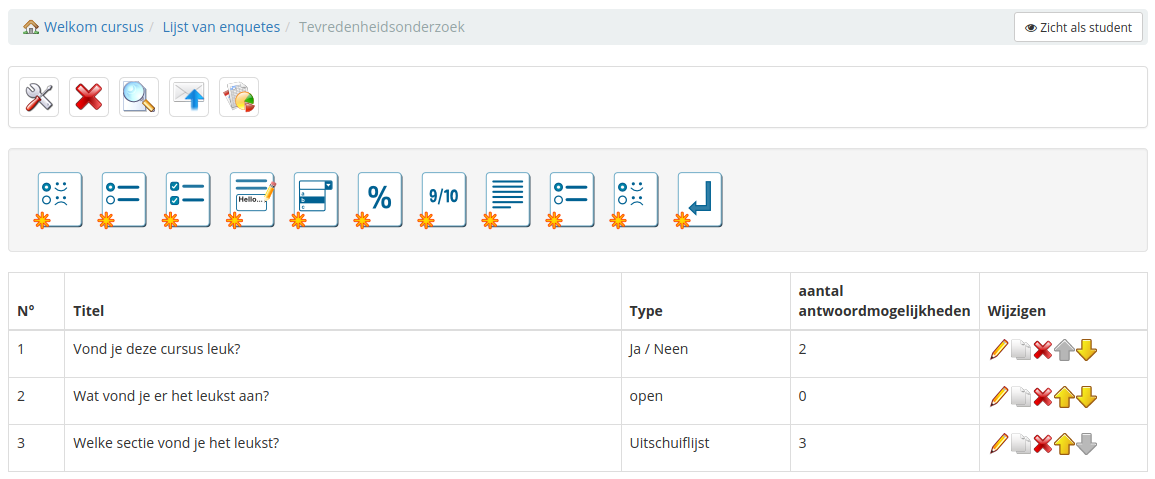 Welkom cursus / Lijst van enquetes / Tevredenheidsonderzoek
Zicht als student
Hello...
a
b
c
%
9/10
N° Titel Type aantal antwoordmogelijkheden Wijzigen
1 Vond je deze cursus leuk? Ja / Neen 2
2 Wat vond je er het leukst aan? open 0
3 Welke sectie vond je het leukst? Uitschuiflijst 3